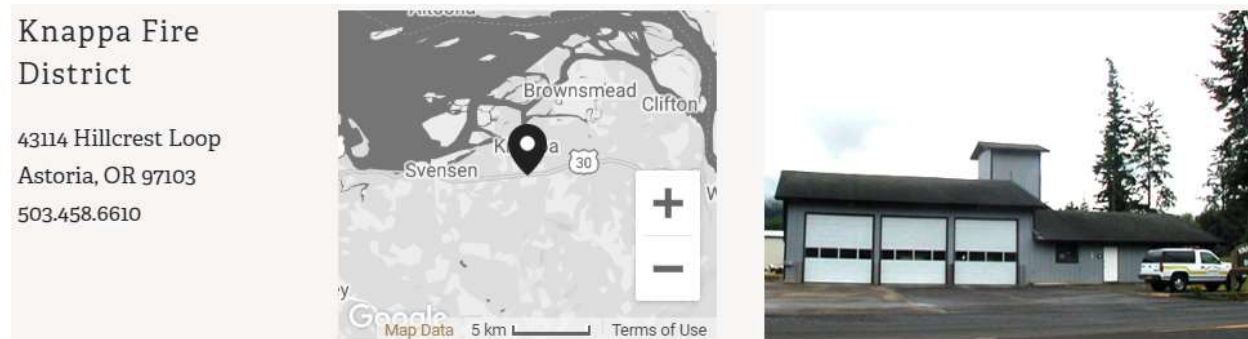 Knappa Fire
District
43114 Hillcrest Loop
Astoria, OR 97103
503.458.6610
Brownsmead
Clifton
Svensen
30
+
−
Google
Map Data
5 km
Terms of Use